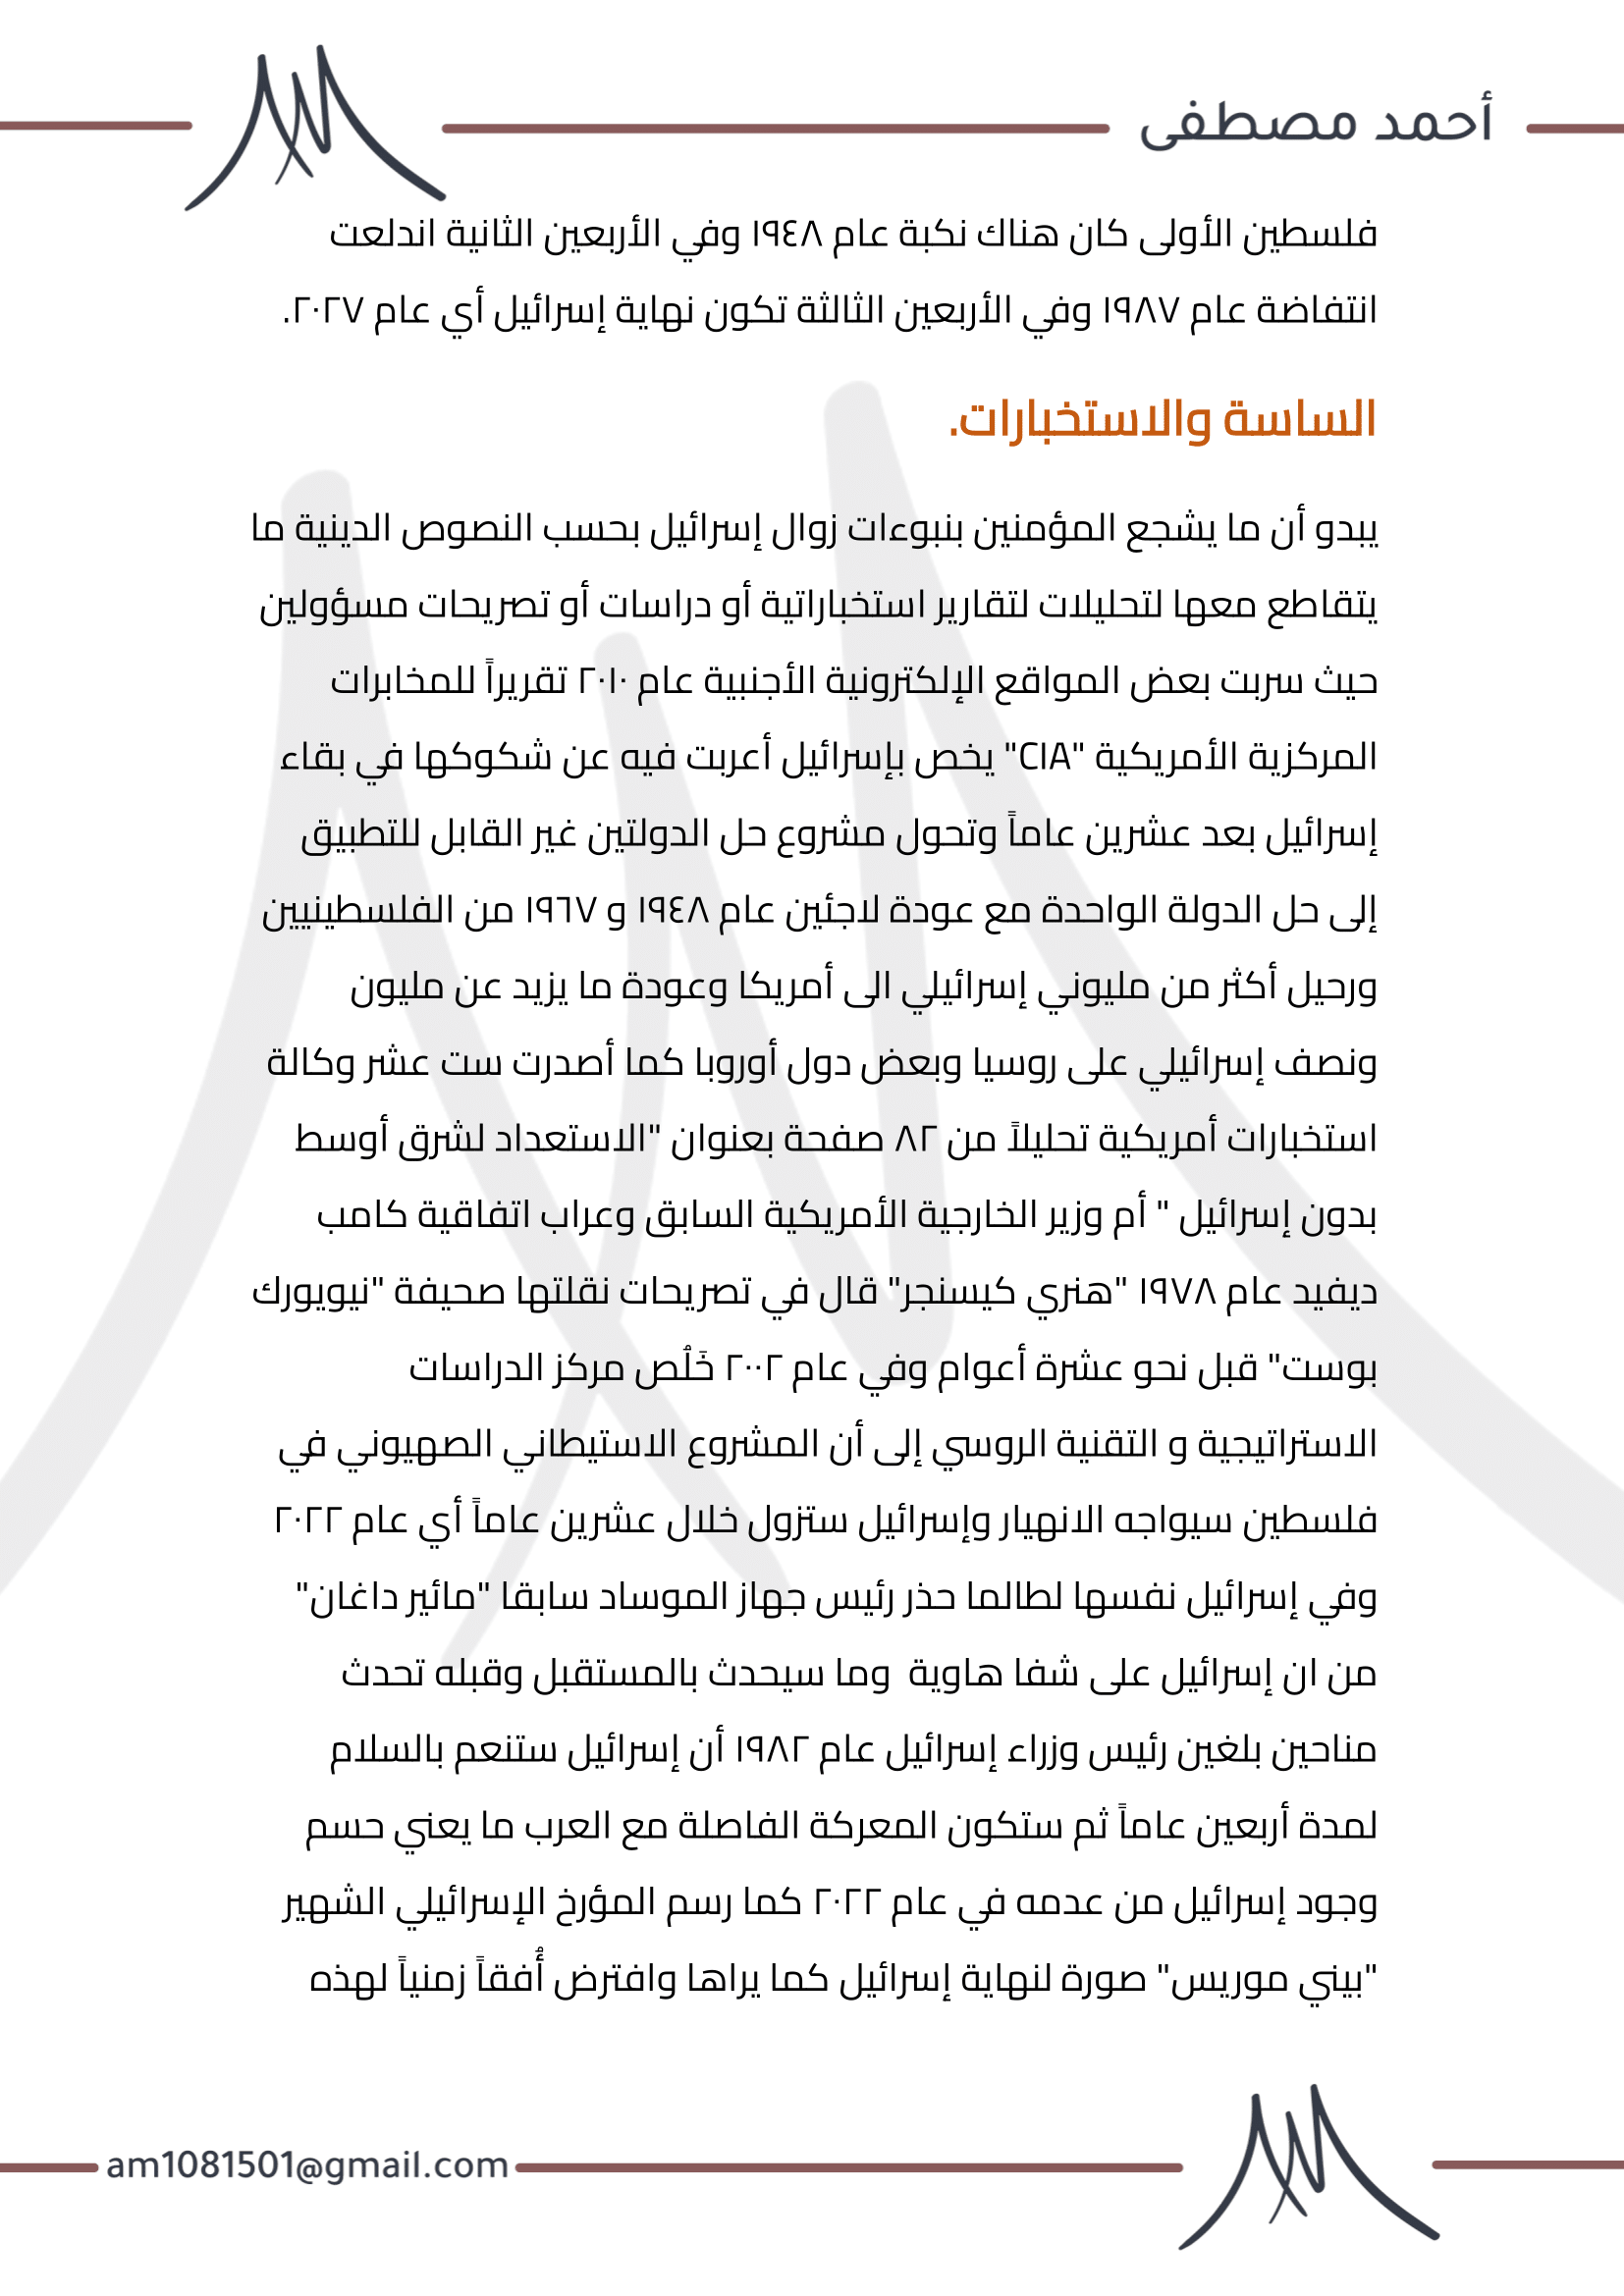 أحمد مصطفى
فلسطين الأولى كان هناك نكبة عام ١٩٤٨ وفي الأربعين الثانية اندلعت
انتفاضة عام ١٩٨٧ وفي الأربعين الثالثة تكون نهاية إسرائيل أي عام ٢٠٢٧.
الساسة والاستخبارات.
يبدو أن ما يشجع المؤمنين بنبوءات زوال إسرائيل بحسب النصوص الدينية ما
يتقاطع معها لتحليلات لتقارير استخباراتية أو دراسات أو تصريحات مسؤولين
حيث سربت بعض المواقع الإلكترونية الأجنبية عام ٢٠١٠ تقريراً للمخابرات
المركزية الأمريكية "CIA" يخص بإسرائيل أعربت فيه عن شكوكها في بقاء
إسرائيل بعد عشرين عاماً وتحول مشروع حل الدولتين غير القابل للتطبيق
إلى حل الدولة الواحدة مع عودة لاجئين عام ١٩٤٨ و ١٩٦٧ من الفلسطينيين
ورحيل أكثر من مليوني إسرائيلي الى أمريكا وعودة ما يزيد عن مليون
ونصف إسرائيلي على روسيا وبعض دول أوروبا كما أصدرت ست عشر وكالة
استخبارات أمريكية تحليلاً من ٨٢ صفحة بعنوان "الاستعداد لشرق أوسط
بدون إسرائيل " أم وزير الخارجية الأمريكية السابق وعراب اتفاقية كامب
ديفيد عام ١٩٧٨ "هنري كيسنجر" قال في تصريحات نقلتها صحيفة "نيويورك
بوست" قبل نحو عشرة أعوام وفي عام ٢٠٠٢ خَلُص مركز الدراسات
الاستراتيجية و التقنية الروسي إلى أن المشروع الاستيطاني الصهيوني في
فلسطين سيواجه الانهيار وإسرائيل ستزول خلال عشرين عاماً أي عام ٢٠٢٢
وفي إسرائيل نفسها لطالما حذر رئيس جهاز الموساد سابقا "مائير داغان"
من ان إسرائيل على شفا هاوية  وما سيحدث بالمستقبل وقبله تحدث
مناحين بلغين رئيس وزراء إسرائيل عام ١٩٨٢ أن إسرائيل ستنعم بالسلام
لمدة أربعين عاماً ثم ستكون المعركة الفاصلة مع العرب ما يعني حسم
وجود إسرائيل من عدمه في عام ٢٠٢٢ كما رسم المؤرخ الإسرائيلي الشهير
"بيني موريس" صورة لنهاية إسرائيل كما يراها وافترض أُفقاً زمنياً لهذه
am1081501@gmail.com